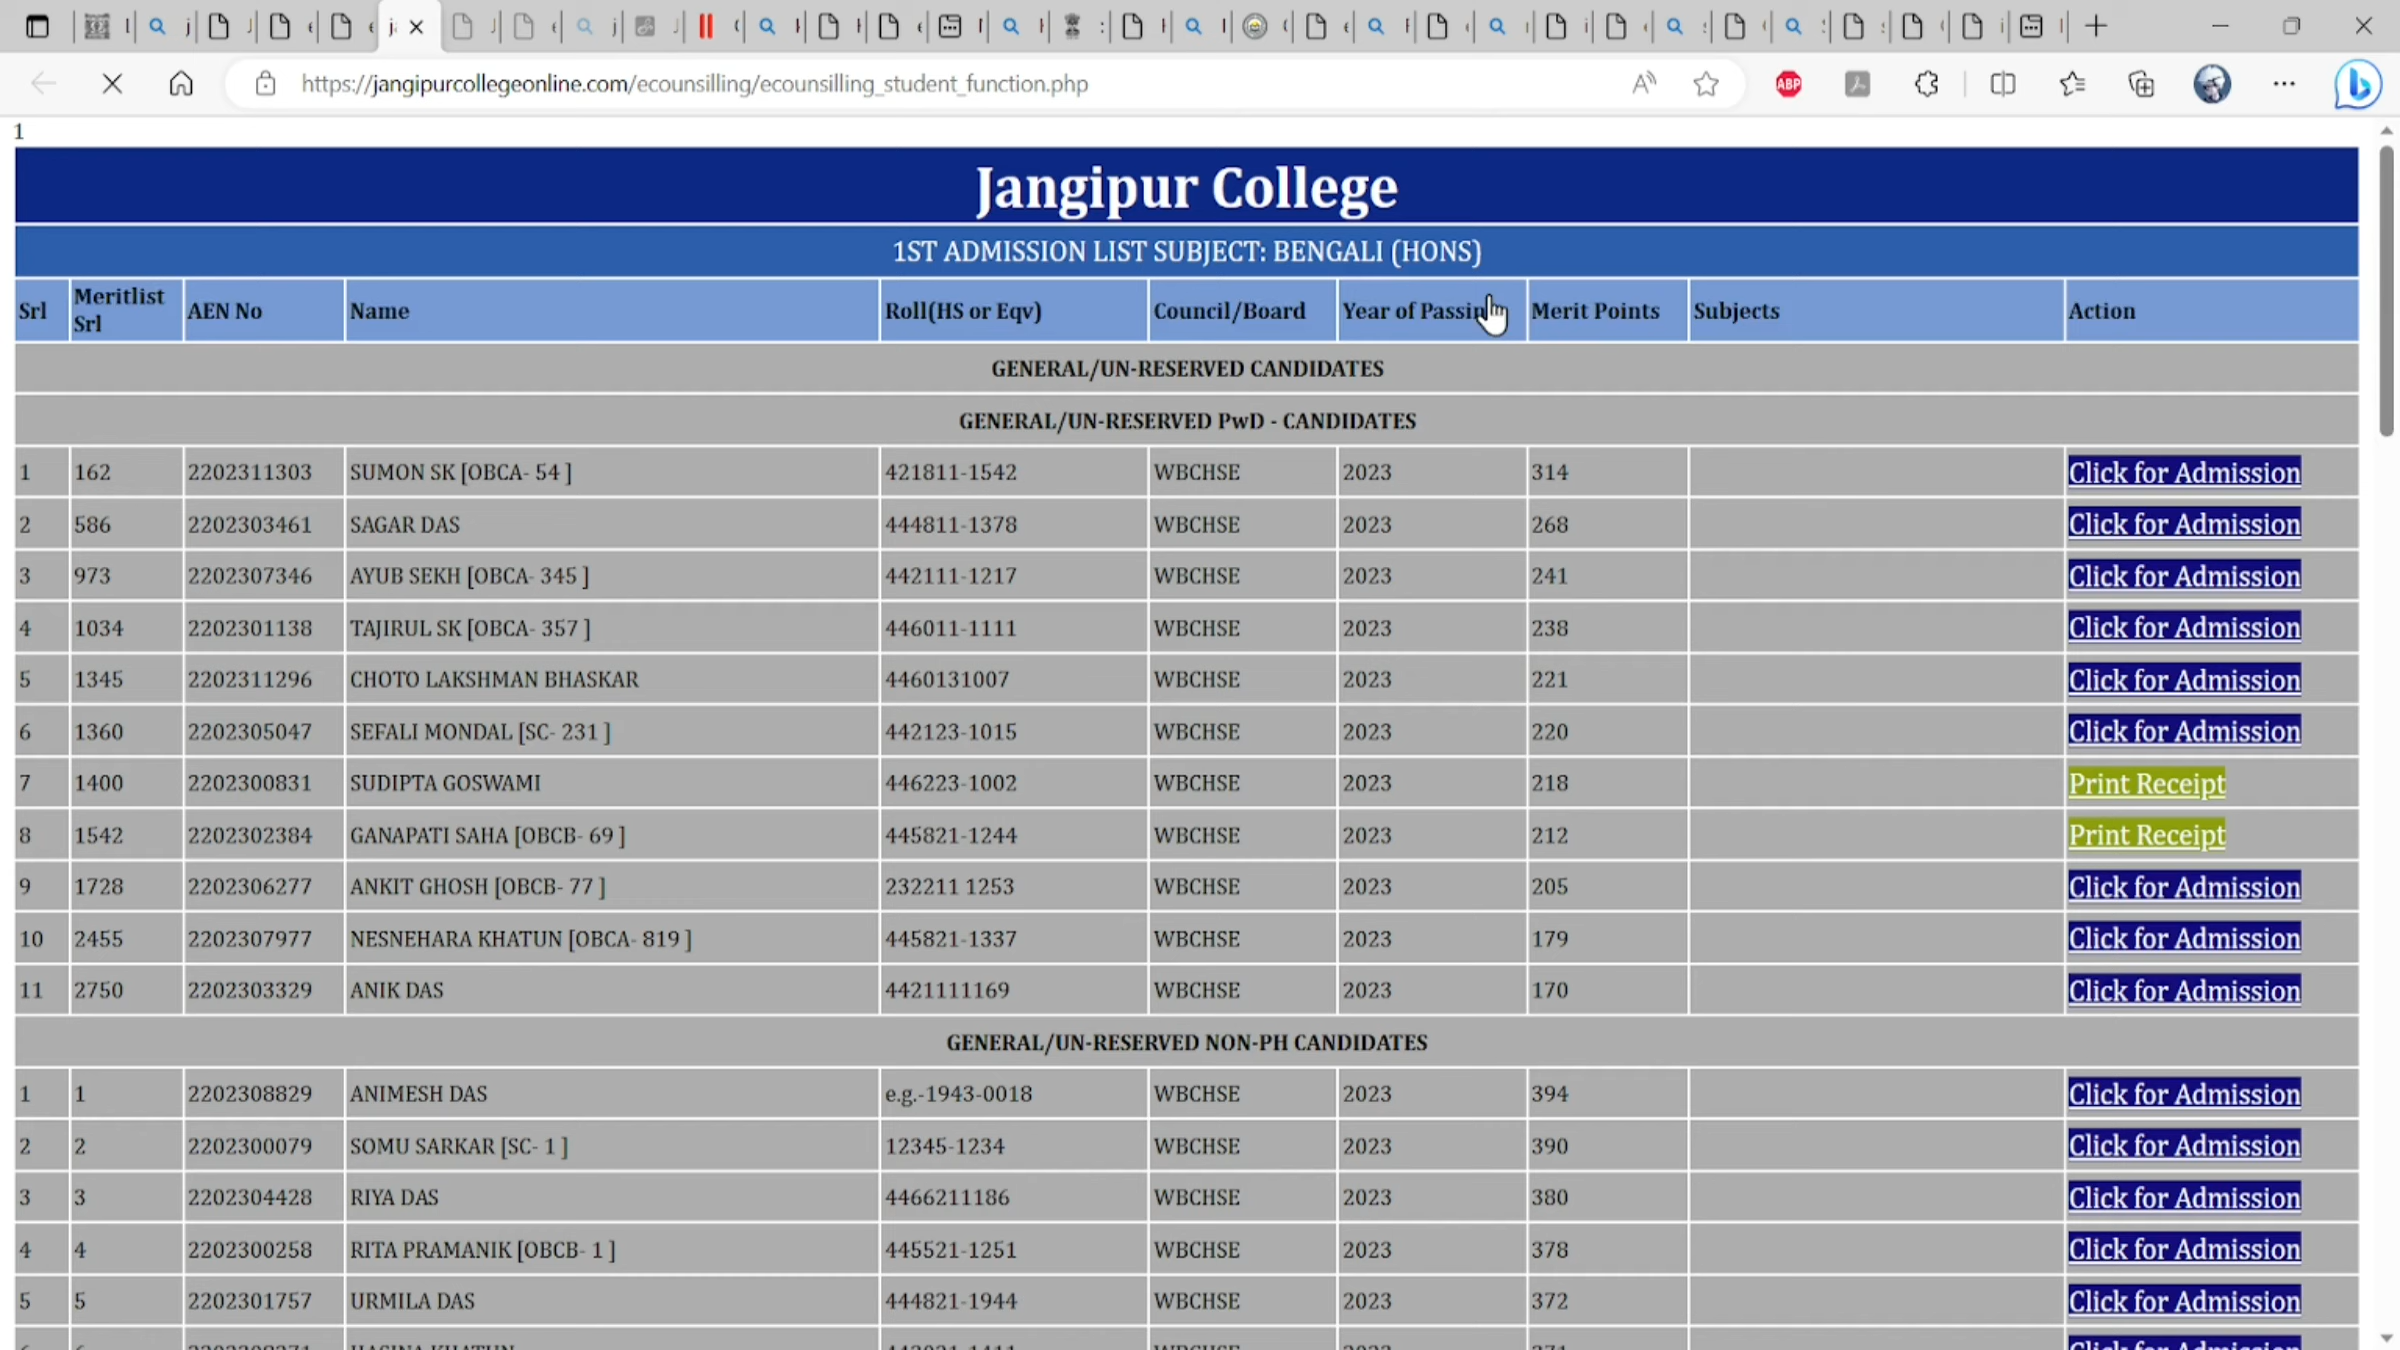 https://jangipurcollegeonline.com/ecounsilling/ecounsilling_student_function.php
ABP
1
Jangipur College
1ST ADMISSION LIST SUBJECT: BENGALI (HONS)
Srl Meritlist Srl AEN No Name Roll(HS or Eqv) Council/Board Year of Passin Merit Points Subjects Action
GENERAL/UN-RESERVED CANDIDATES
GENERAL/UN-RESERVED PwD - CANDIDATES
1 162 2202311303 SUMON SK [OBCA- 54 ] 421811-1542 WBCHSE 2023 314 Click for Admission
2 586 2202303461 SAGAR DAS 444811-1378 WBCHSE 2023 268 Click for Admission
3 973 2202307346 AYUB SEKH [OBCA- 345 ] 442111-1217 WBCHSE 2023 241 Click for Admission
4 1034 2202301138 TAJIRUL SK [OBCA- 357 ] 446011-1111 WBCHSE 2023 238 Click for Admission
5 1345 2202311296 CHOTO LAKSHMAN BHASKAR 4460131007 WBCHSE 2023 221 Click for Admission
6 1360 2202305047 SEFALI MONDAL [SC- 231 ] 442123-1015 WBCHSE 2023 220 Click for Admission
7 1400 2202300831 SUDIPTA GOSWAMI 446223-1002 WBCHSE 2023 218 Print Receipt
8 1542 2202302384 GANAPATI SAHA [OBCB- 69 ] 445821-1244 WBCHSE 2023 212 Print Receipt
9 1728 2202306277 ANKIT GHOSH [OBCB- 77 ] 232211 1253 WBCHSE 2023 205 Click for Admission
10 2455 2202307977 NESNEHARA KHATUN [OBCA- 819 ] 445821-1337 WBCHSE 2023 179 Click for Admission
11 2750 2202303329 ANIK DAS 4421111169 WBCHSE 2023 170 Click for Admission
GENERAL/UN-RESERVED NON-PH CANDIDATES
1 1 2202308829 ANIMESH DAS e.g.-1943-0018 WBCHSE 2023 394 Click for Admission
2 2 2202300079 SOMU SARKAR [SC- 1 ] 12345-1234 WBCHSE 2023 390 Click for Admission
3 3 2202304428 RIYA DAS 4466211186 WBCHSE 2023 380 Click for Admission
4 4 2202300258 RITA PRAMANIK [OBCB- 1 ] 445521-1251 WBCHSE 2023 378 Click for Admission
5 5 2202301757 URMILA DAS 444821-1944 WBCHSE 2023 372 Click for Admission